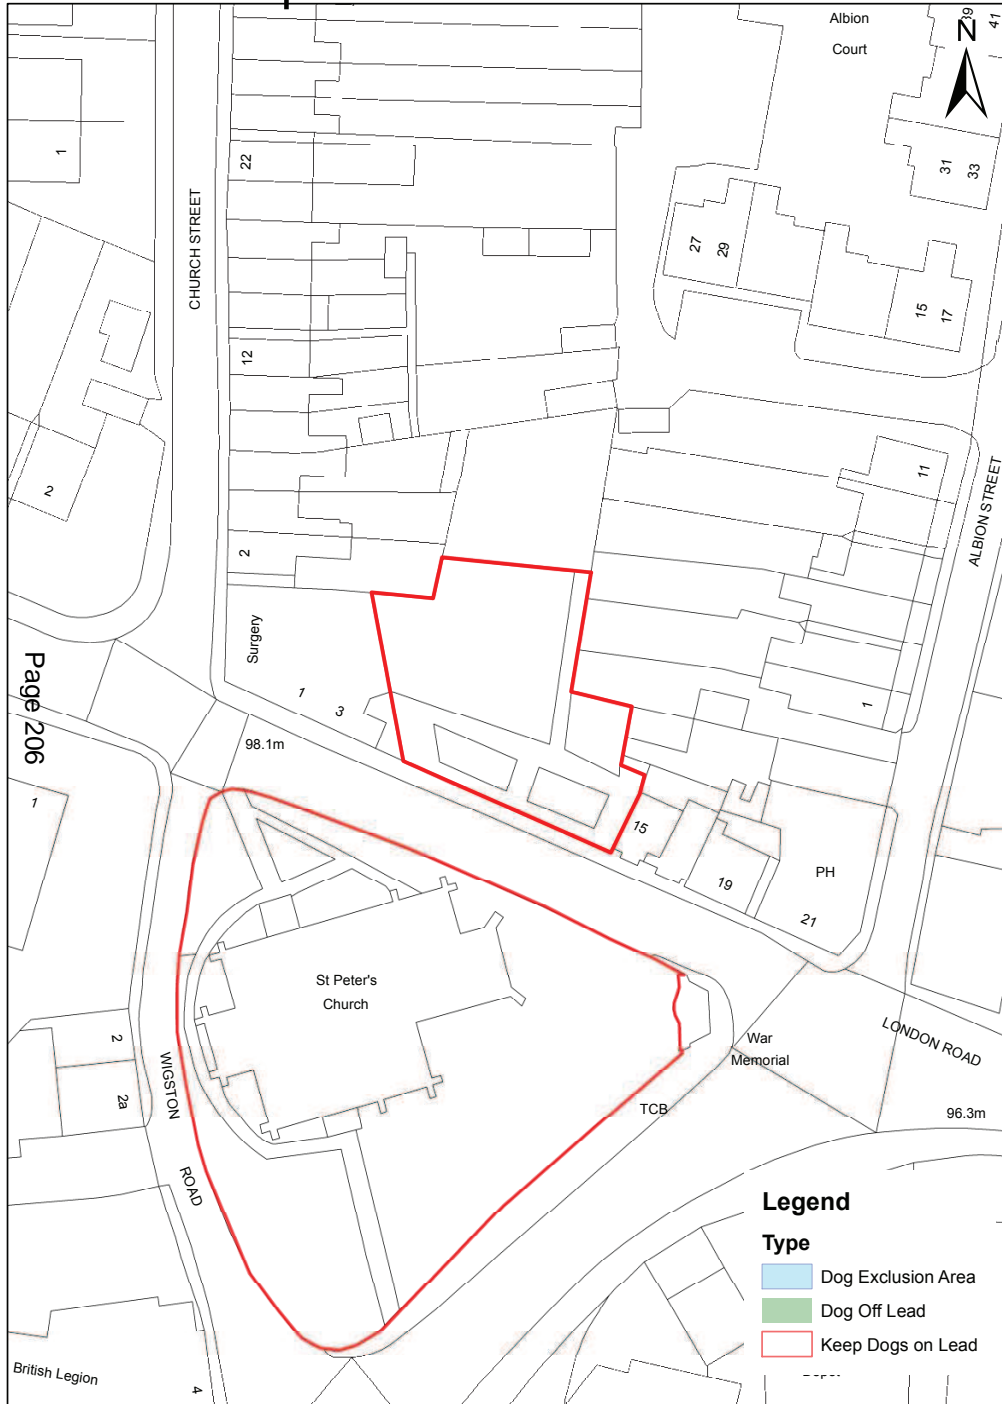 Albion
Court
39
41
N
1
22
31
33
CHURCH STREET
27
29
15
17
12
11
2
ALBION STREET
2
Surgery
Page 206
1
3
1
98.1m
1
15
19
PH
21
St Peter's
Church
LONDON ROAD
War
Memorial
2
2a
WIGSTON
ROAD
TCB
96.3m
Legend
Type
Dog Exclusion Area
Dog Off Lead
Keep Dogs on Lead
British Legion
4